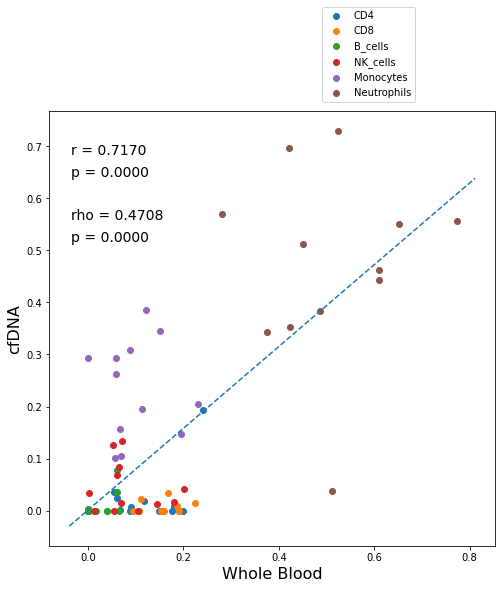 CD4
CD8
B_cells
NK_cells
Monocytes
Neutrophils
r = 0.7170
p = 0.0000
rho = 0.4708
p = 0.0000
0.7
0.6
0.5
0.4
0.3
0.2
0.1
0.0
cfDNA
0.0 0.2 0.4 0.6 0.8
Whole Blood